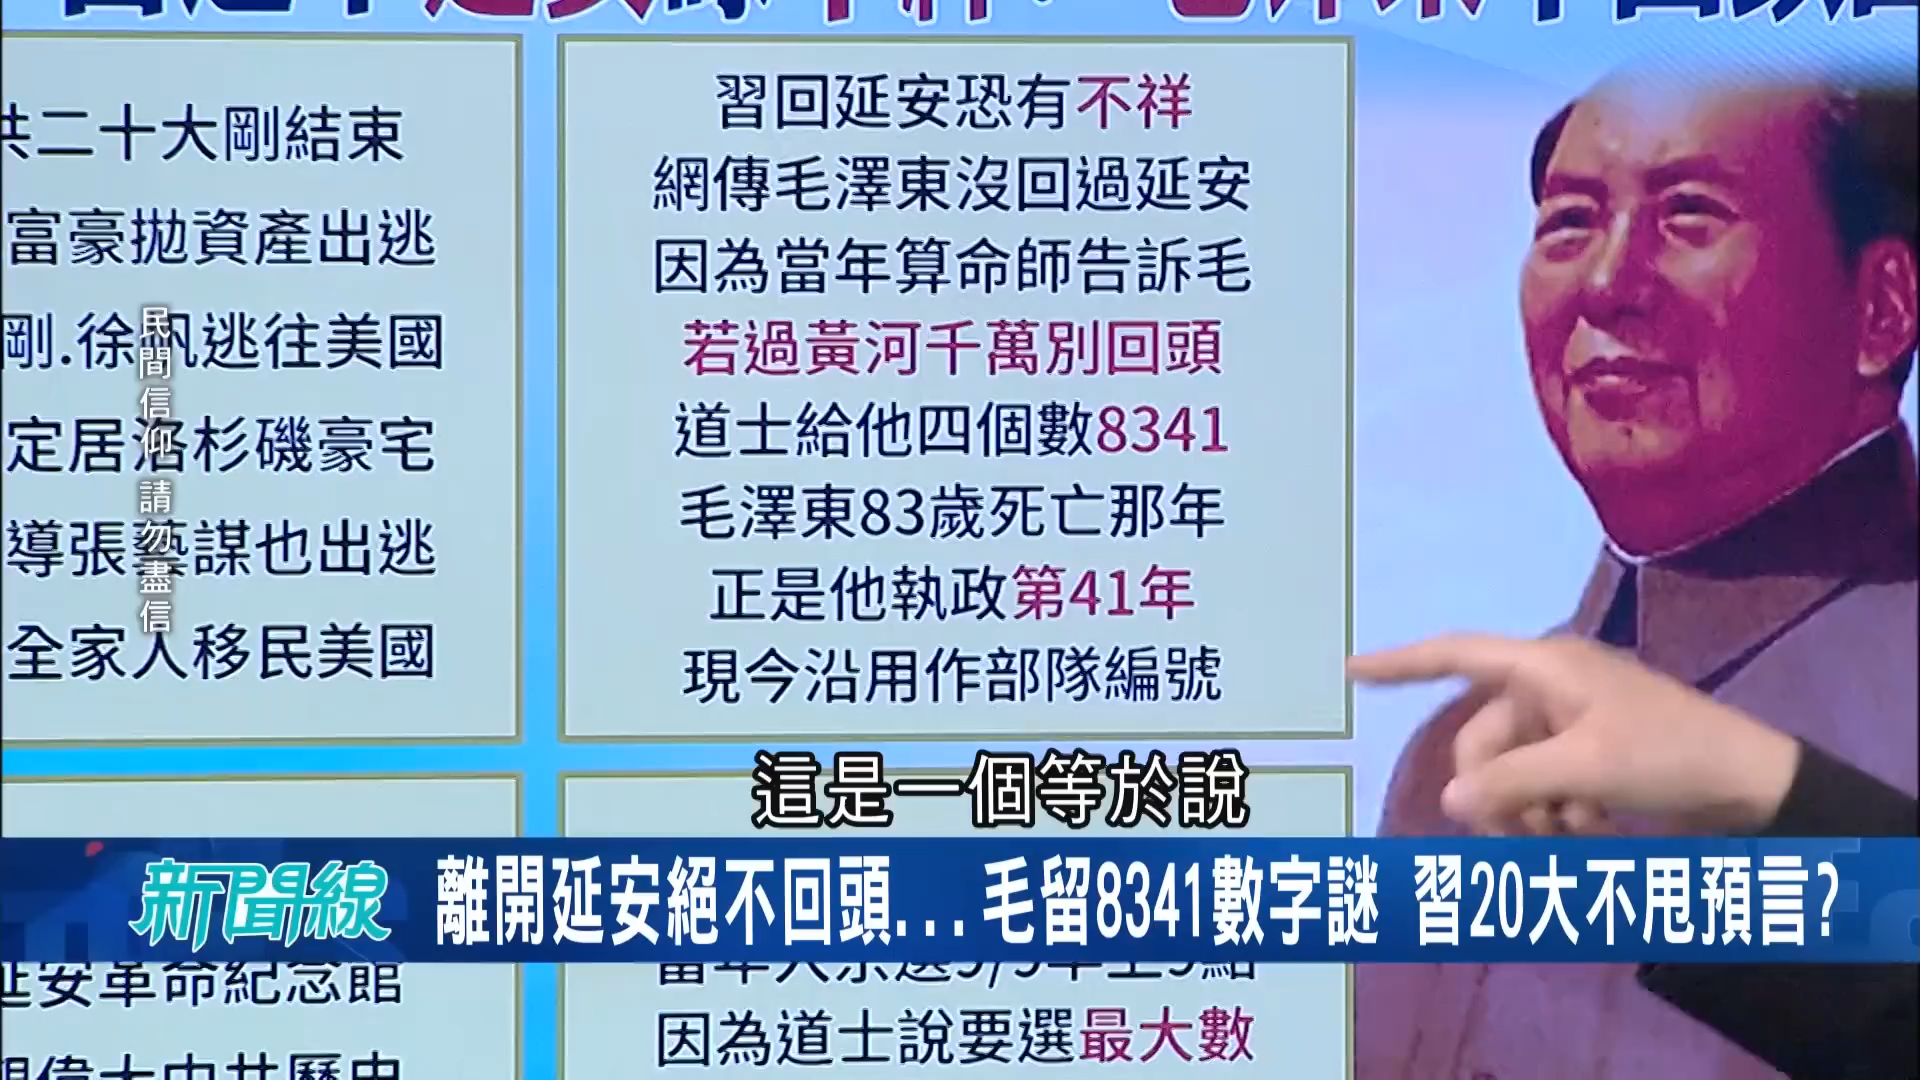 共二十大剛結束
富豪拋資產出逃
剛.徐帆逃往美國
定居洛杉磯豪宅
導張藝謀也出逃
全家人移民美國
民間信仰 請勿盡信
習回延安恐有不祥
網傳毛澤東沒回過延安
因為當年算命師告訴毛
若過黃河千萬別回頭
道士給他四個數8341
毛澤東83歲死亡那年
正是他執政第41年
現今沿用作部隊編號
這是一個等於說
新聞線
離開延安絕不回頭...毛留8341數字謎 習20大不甩預言?
延安革命紀念館
因為道士說要選最大數